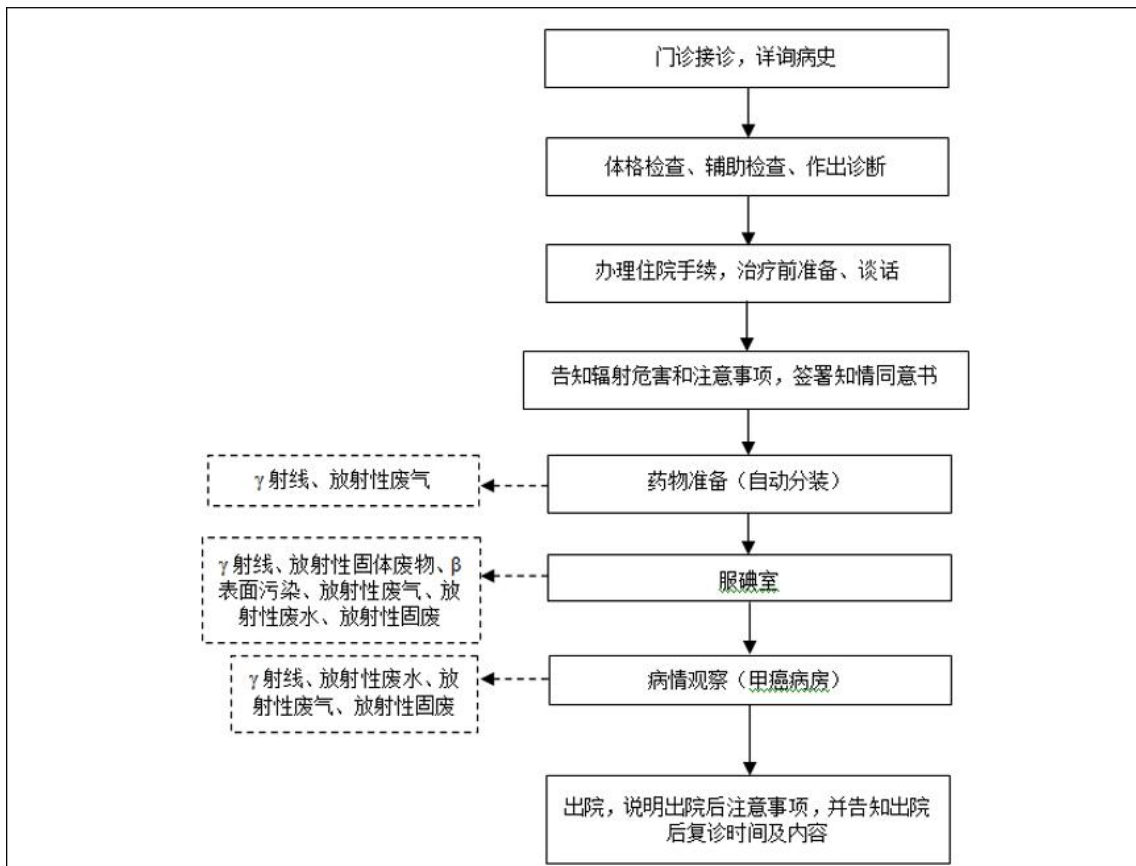 门诊接诊，详询病史
体格检查、辅助检查、作出诊断
办理住院手续，治疗前准备、谈话
告知辐射危害和注意事项，签署知情同意书
γ射线、放射性废气
药物准备（自动分装）
γ射线、放射性固体废物、β
表面污染、放射性废气、放
射性废水、放射性固废
服碘室
γ射线、放射性废水、放
射性废气、放射性固废
病情观察（甲癌病房）
出院，说明出院后注意事项，并告知出院
后复诊时间及内容